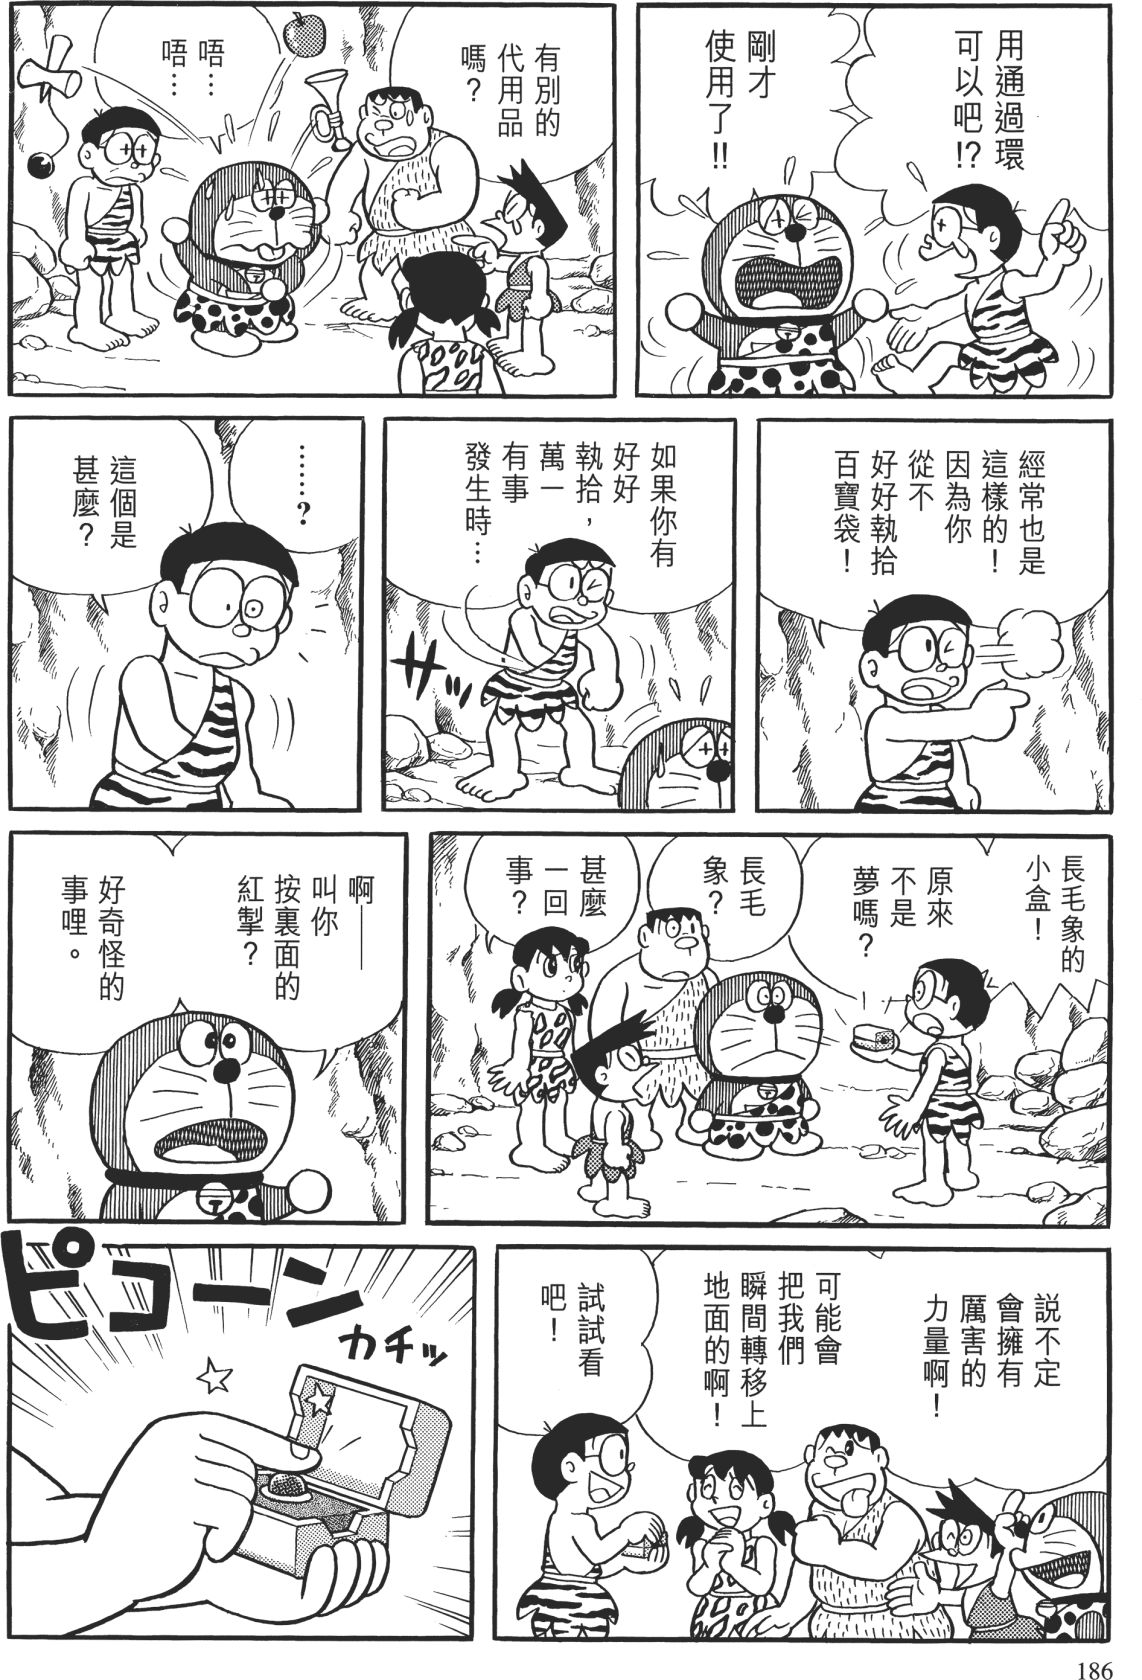 用通過環
可以吧!?
剛才
使用了!!
有別的
代用品
嗎？
唔…
唔…
經常也是
這樣的！
因為你
從不
好好執拾
百寶袋！
如果你有
好好
執拾，
萬一
有事
發生時…
サッ
……?
這個是
甚麼？
長毛象的
小盒！
原來
不是
夢嗎？
長毛
象？
甚麼
一回
事？
啊──
叫你
按裏面的
紅掣？
好奇怪的
事哩。
説不定
會擁有
厲害的
力量啊！
可能會
把我們
瞬間轉移上
地面的啊！
試試看
吧！
ピコーン
カチッ
186